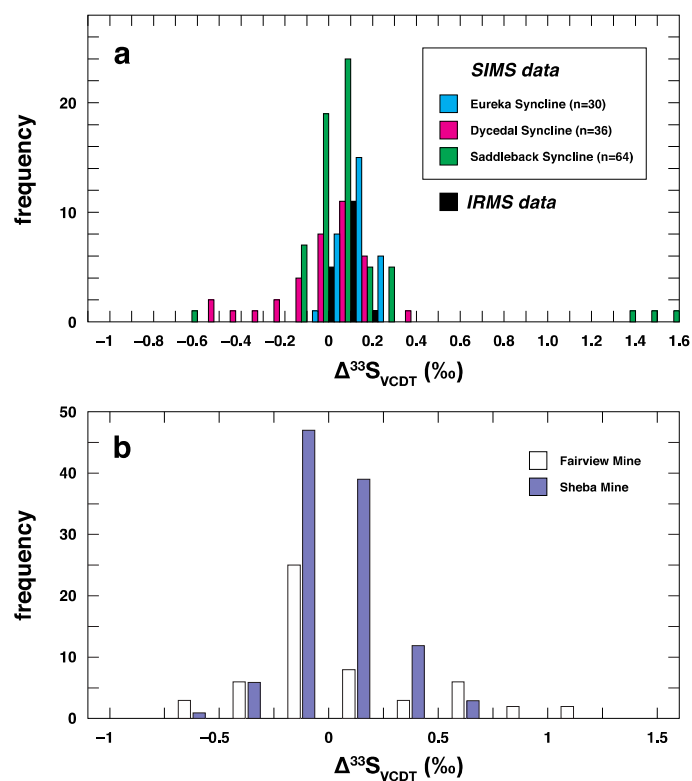 a
SIMS data
Eureka Syncline (n=30)
Dycedal Syncline (n=36)
Saddleback Syncline (n=64)
IRMS data
frequency
20
10
0
−1 −0.8 −0.6 −0.4 −0.2 0 0.2 0.4 0.6 0.8 1.0 1.2 1.4 1.6
Δ³³S_VCDT (‰)
b
Fairview Mine
Sheba Mine
frequency
50
40
30
20
10
0
−1 −0.5 0 0.5 1 1.5
Δ³³S_VCDT (‰)